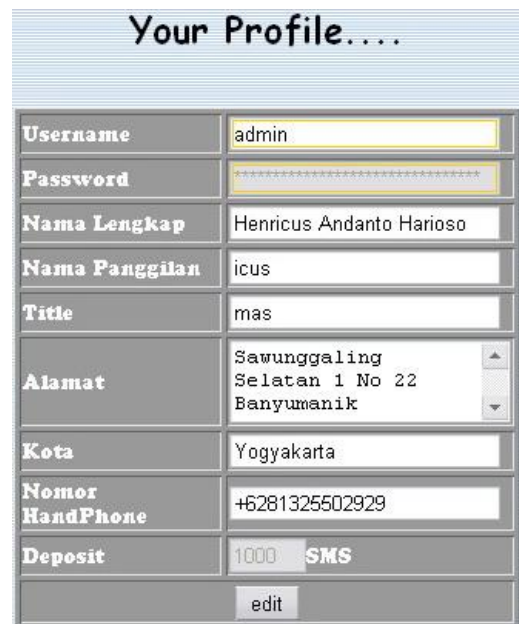 Your Profile....
Username admin
Password ********************************
Nama Lengkap Henricus Andanto Harioso
Nama Panggilan icus
Title mas
Alamat Sawunggaling
Selatan 1 No 22
Banyumanik
Kota Yogyakarta
Nomor
HandPhone +6281325502929
Deposit 1000 SMS
edit